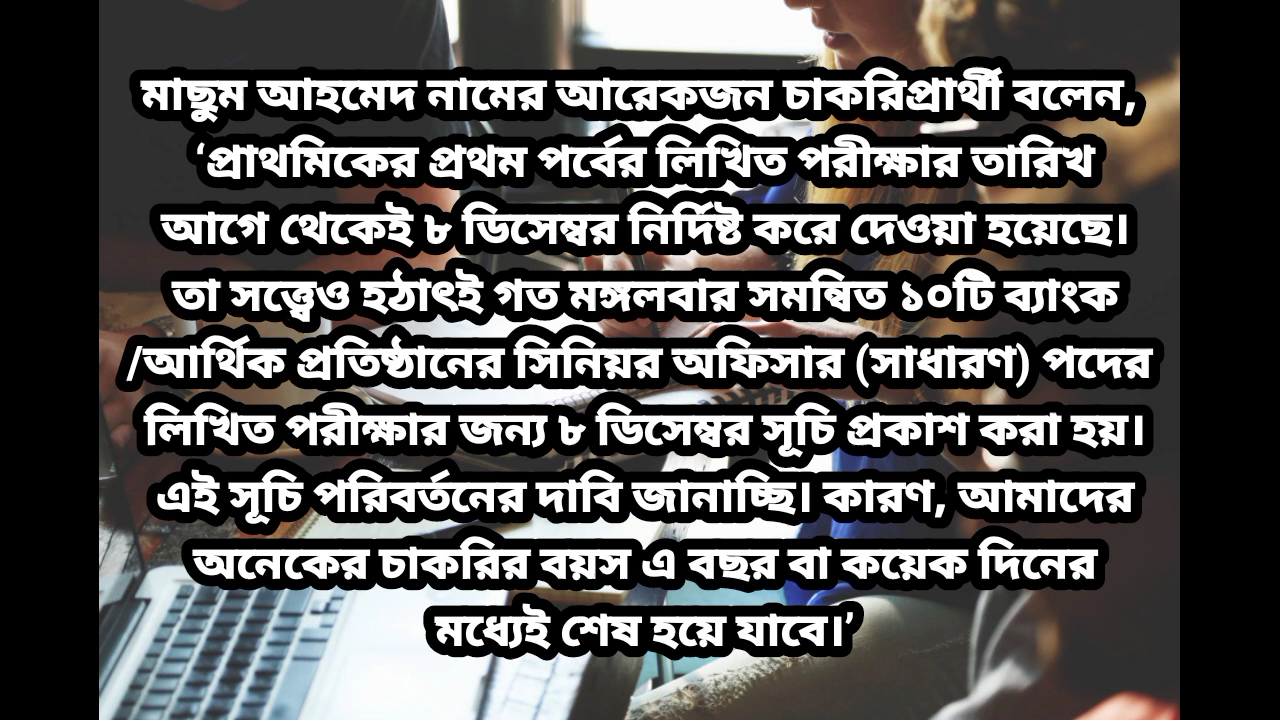 মাছুম আহমেদ নামের আরেকজন চাকরিপ্রার্থী বলেন,
‘প্রাথমিকের প্রথম পর্বের লিখিত পরীক্ষার তারিখ
আগে থেকেই ৮ ডিসেম্বর নির্দিষ্ট করে দেওয়া হয়েছে।
তা সত্ত্বেও হঠাৎই গত মঙ্গলবার সমন্বিত ১০টি ব্যাংক
/আর্থিক প্রতিষ্ঠানের সিনিয়র অফিসার (সাধারণ) পদের
লিখিত পরীক্ষার জন্য ৮ ডিসেম্বর সূচি প্রকাশ করা হয়।
এই সূচি পরিবর্তনের দাবি জানাচ্ছি। কারণ, আমাদের
অনেকের চাকরির বয়স এ বছর বা কয়েক দিনের
মধ্যেই শেষ হয়ে যাবে।’